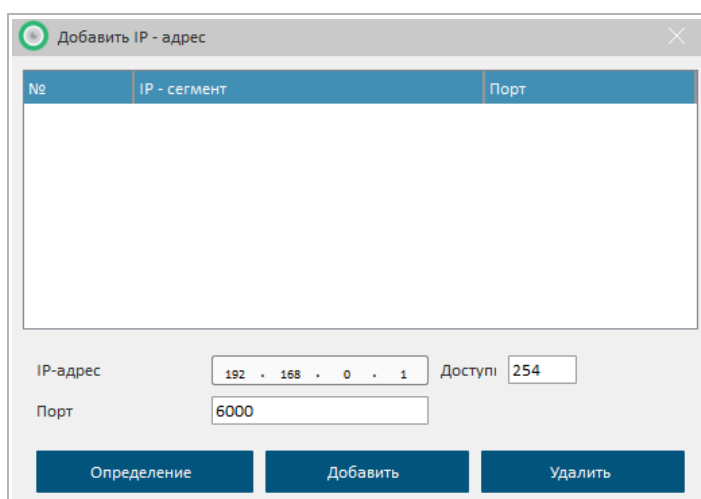 Добавить IP - адрес
№ IP - сегмент Порт
IP-адрес 192 . 168 . 0 . 1 Доступı 254
Порт 6000
Определение Добавить Удалить